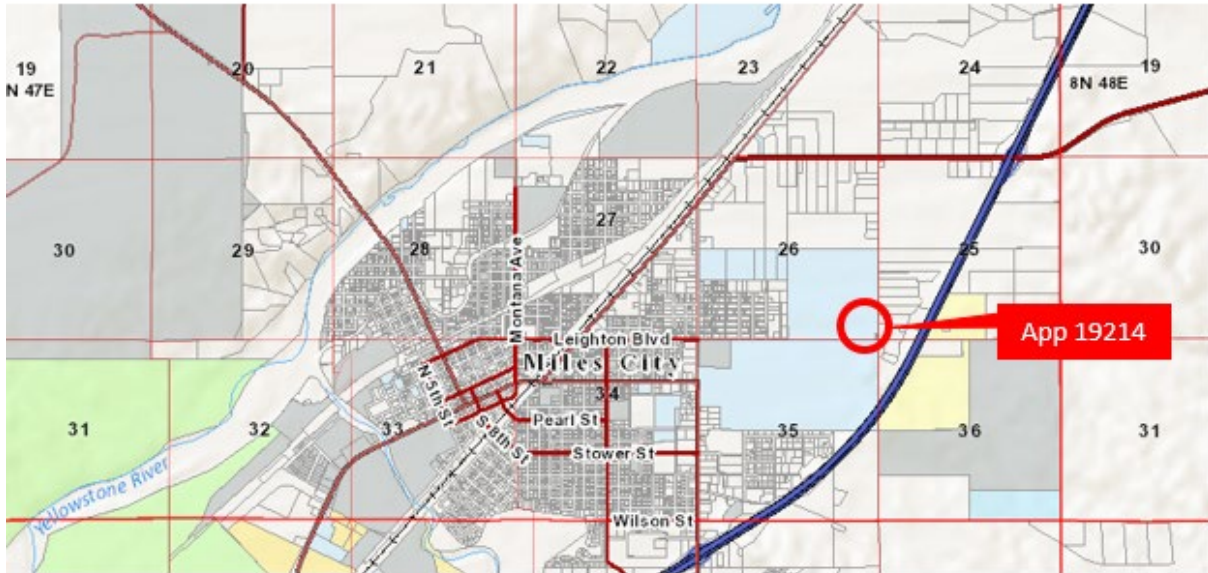 19
N 47E
20
21
22
23
24
19
8N 48E
30
29
28
27
26
25
30
Montana Ave
App 19214
Leighton Blvd
Miles City
N 5th St
34
31
32
33
Pearl St
S 8th St
35
36
31
Stower St
Yellowstone River
Wilson St